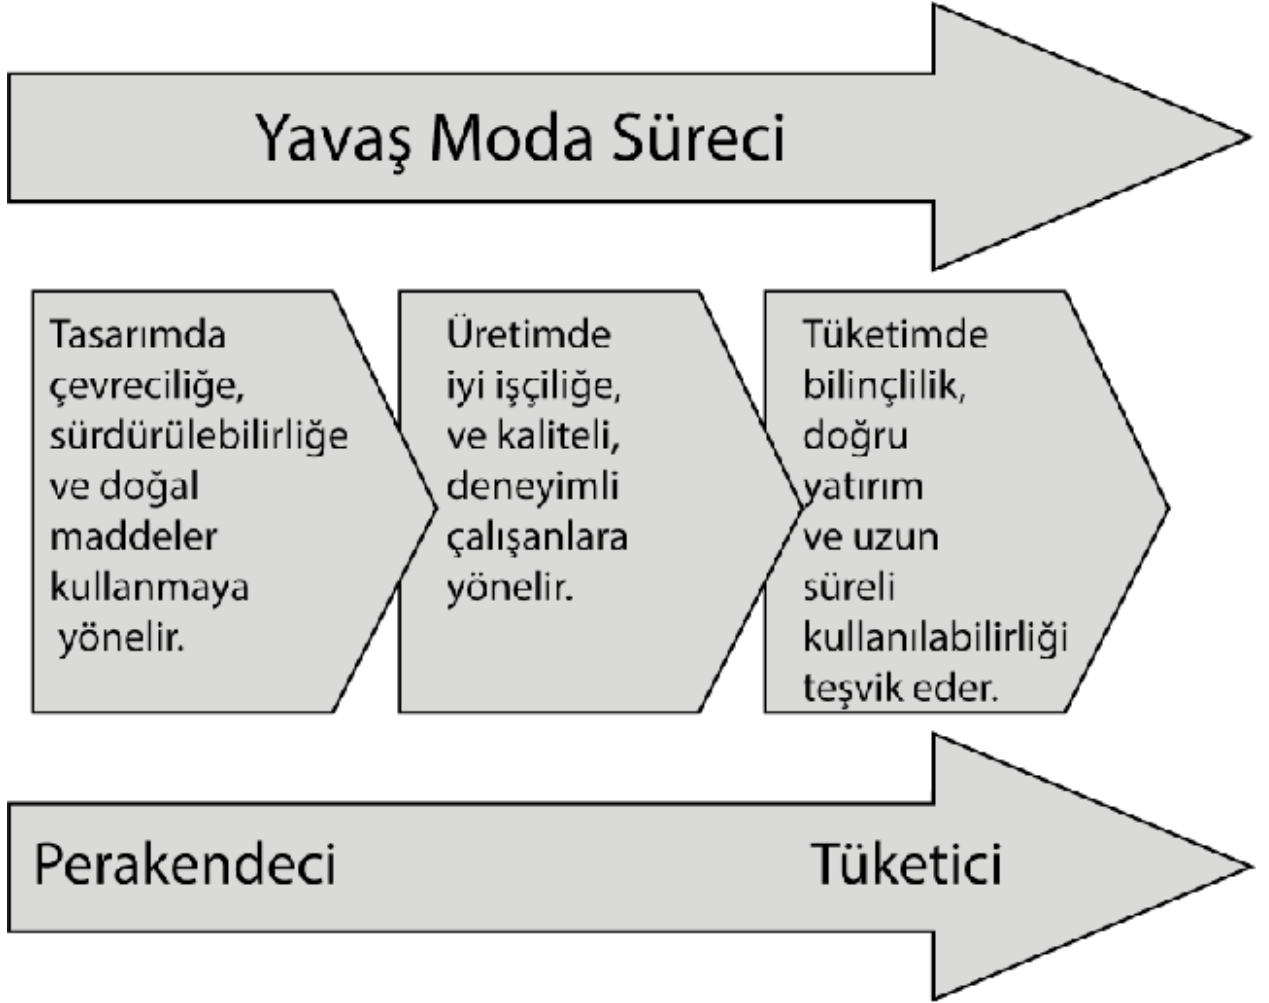 Yavaş Moda Süreci
Tasarımda
çevreciliğe,
sürdürülebilirliğe
ve doğal
maddeler
kullanmaya
yönelir.
Üretimde
iyi işçiliğe,
ve kaliteli,
deneyimli
çalışanlara
yönelir.
Tüketimde
bilinçlilik,
doğru
yatırım
ve uzun
süreli
kullanılabilirliği
teşvik eder.
Perakendeci
Tüketici